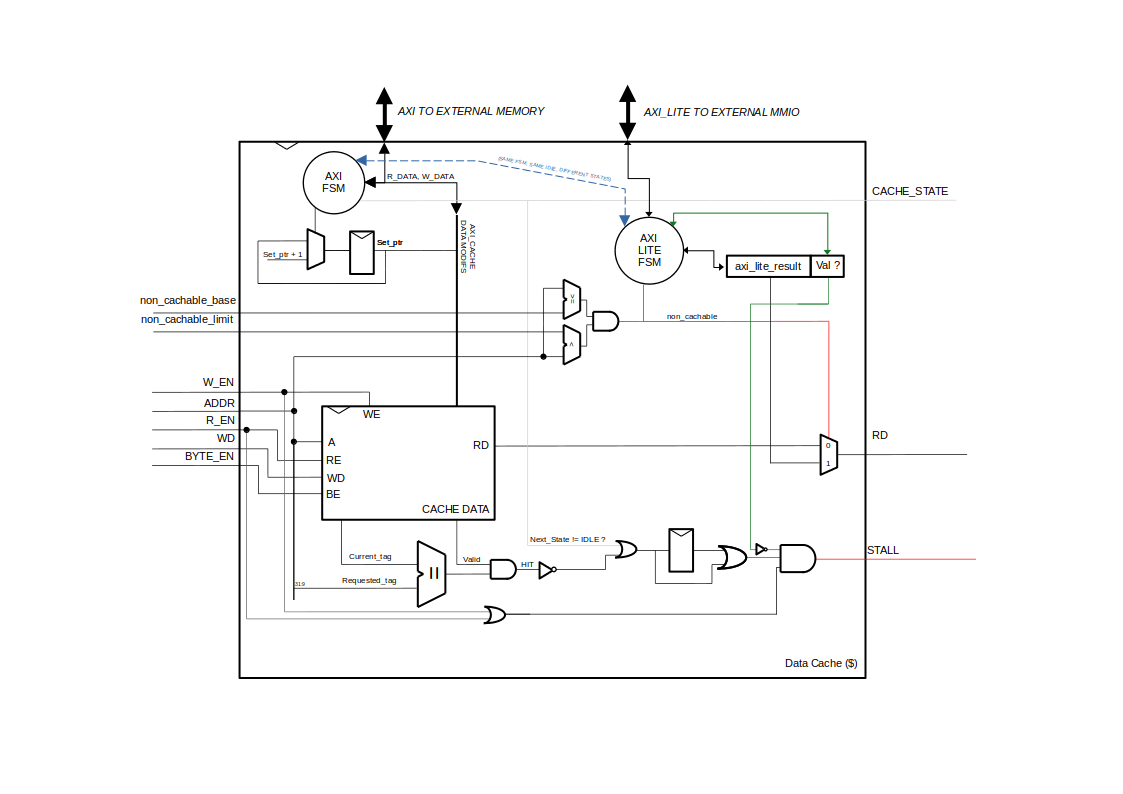 AXI TO EXTERNAL MEMORY
AXI_LITE TO EXTERNAL MMIO
(SAME FSM, SAME IDLE, DIFFERENT STATES)
AXI
FSM
R_DATA, W_DATA
CACHE_STATE
AXI_CACHE
DATA MODIFS
AXI
LITE
FSM
Set_ptr
Set_ptr + 1
axi_lite_result
Val ?
non_cachable_base
>=
non_cachable_limit
non_cachable
<
W_EN
ADDR
R_EN
WD
BYTE_EN
WE
A
RE
WD
BE
RD
CACHE DATA
RD
0
1
Next_State != IDLE ?
STALL
Current_tag
Valid
HIT
=
Requested_tag
31:9
Data Cache ($)